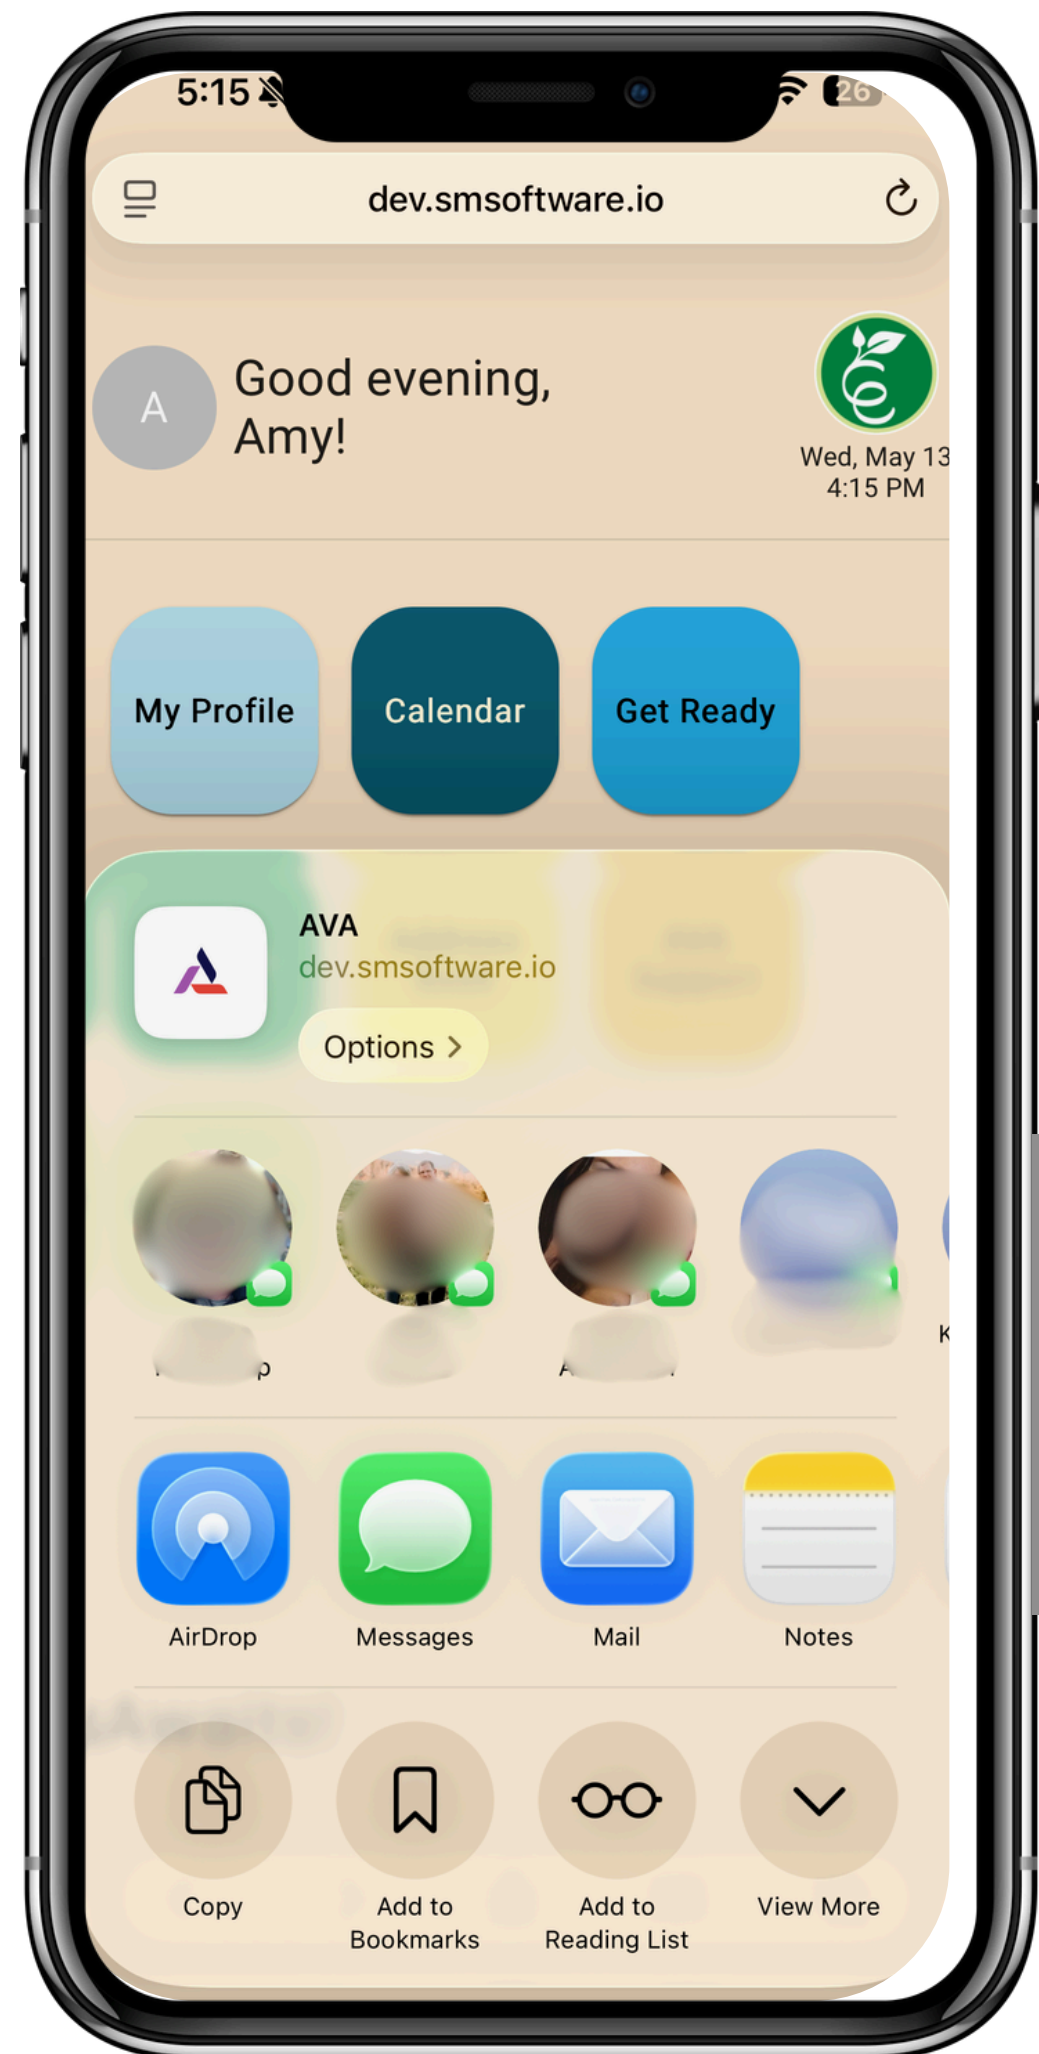 5:15
26
dev.smsoftware.io
A
Good evening,
Amy!
Wed, May 13
4:15 PM
My Profile
Calendar
Get Ready
AVA
dev.smsoftware.io
Options
AirDrop
Messages
Mail
Notes
Copy
Add to
Bookmarks
Add to
Reading List
View More